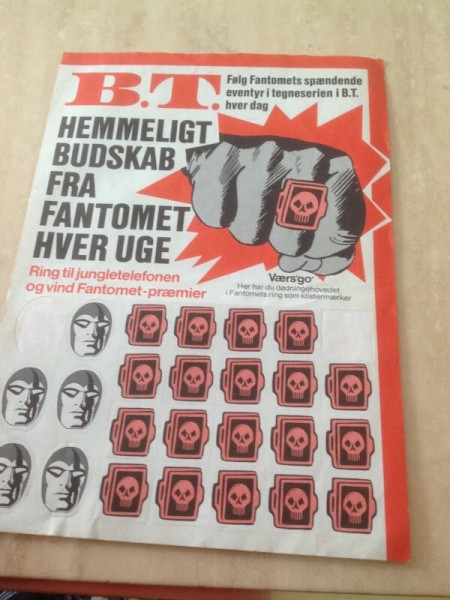 B.T.
Følg Fantomets spændende
eventyr i tegneserien i B.T.
hver dag
HEMMELIGT
BUDSKAB
FRA
FANTOMET
HVER UGE
Ring til jungletelefonen
og vind Fantomet-præmier
Værs'go'
Her har du dødningehovedet
i Fantomets ring som klistermærker